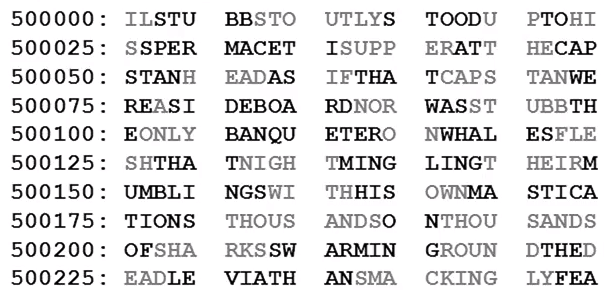 500000: ILSTU BBSTO UTLYS TOODU PTOHI
500025: SSPER MACET ISUPP ERATT HECAP
500050: STANH EADAS IFTHA TCAPS TANWE
500075: REASI DEBOA RDNOR WASST UBBTH
500100: EONLY BANQU ETERO NWHAL ESFLE
500125: SHTHA TNIGH TMING LINGT HEIRM
500150: UMBLI NGSWI THHIS OWNMA STICA
500175: TIONS THOUS ANDSO NTHOU SANDS
500200: OFSHA RKSSW ARMIN GROUN DTHED
500225: EADLE VIATH ANSMA CKING LYFEA